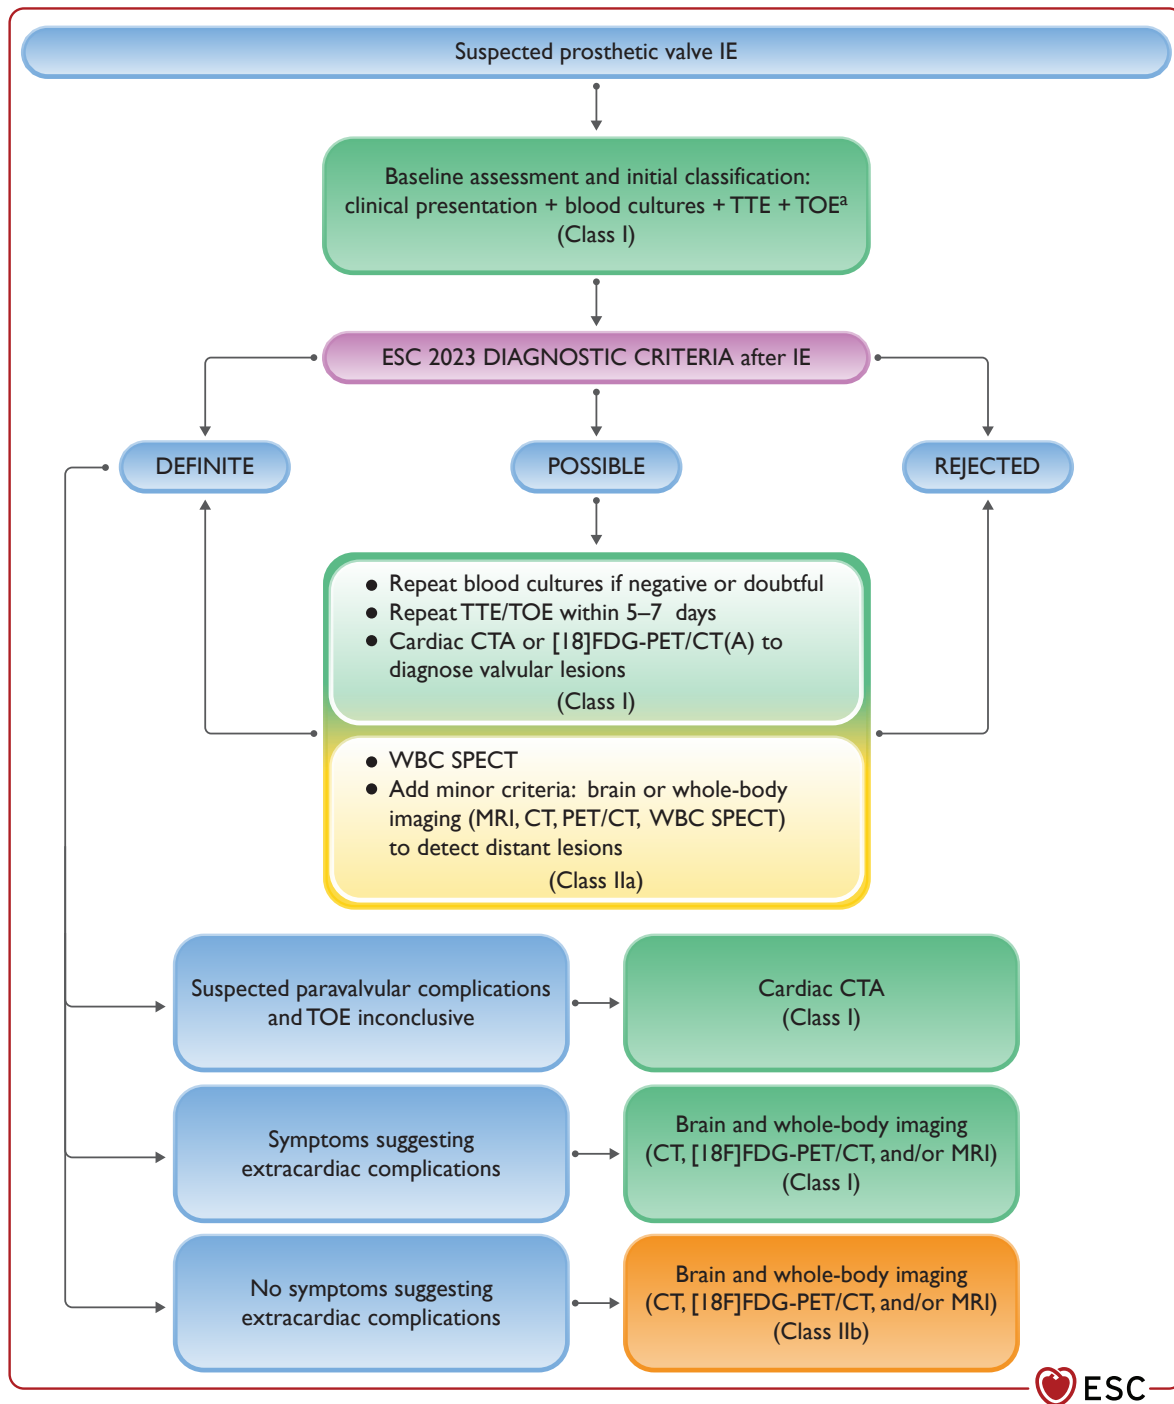 Suspected prosthetic valve IE
Baseline assessment and initial classification:
clinical presentation + blood cultures + TTE + TOEa
(Class I)
ESC 2023 DIAGNOSTIC CRITERIA after IE
DEFINITE
POSSIBLE
REJECTED
● Repeat blood cultures if negative or doubtful
● Repeat TTE/TOE within 5–7 days
● Cardiac CTA or [18]FDG-PET/CT(A) to
diagnose valvular lesions
(Class I)
● WBC SPECT
● Add minor criteria: brain or whole-body
imaging (MRI, CT, PET/CT, WBC SPECT)
to detect distant lesions
(Class IIa)
Suspected paravalvular complications
and TOE inconclusive
Cardiac CTA
(Class I)
Symptoms suggesting
extracardiac complications
Brain and whole-body imaging
(CT, [18F]FDG-PET/CT, and/or MRI)
(Class I)
No symptoms suggesting
extracardiac complications
Brain and whole-body imaging
(CT, [18F]FDG-PET/CT, and/or MRI)
(Class IIb)
ESC